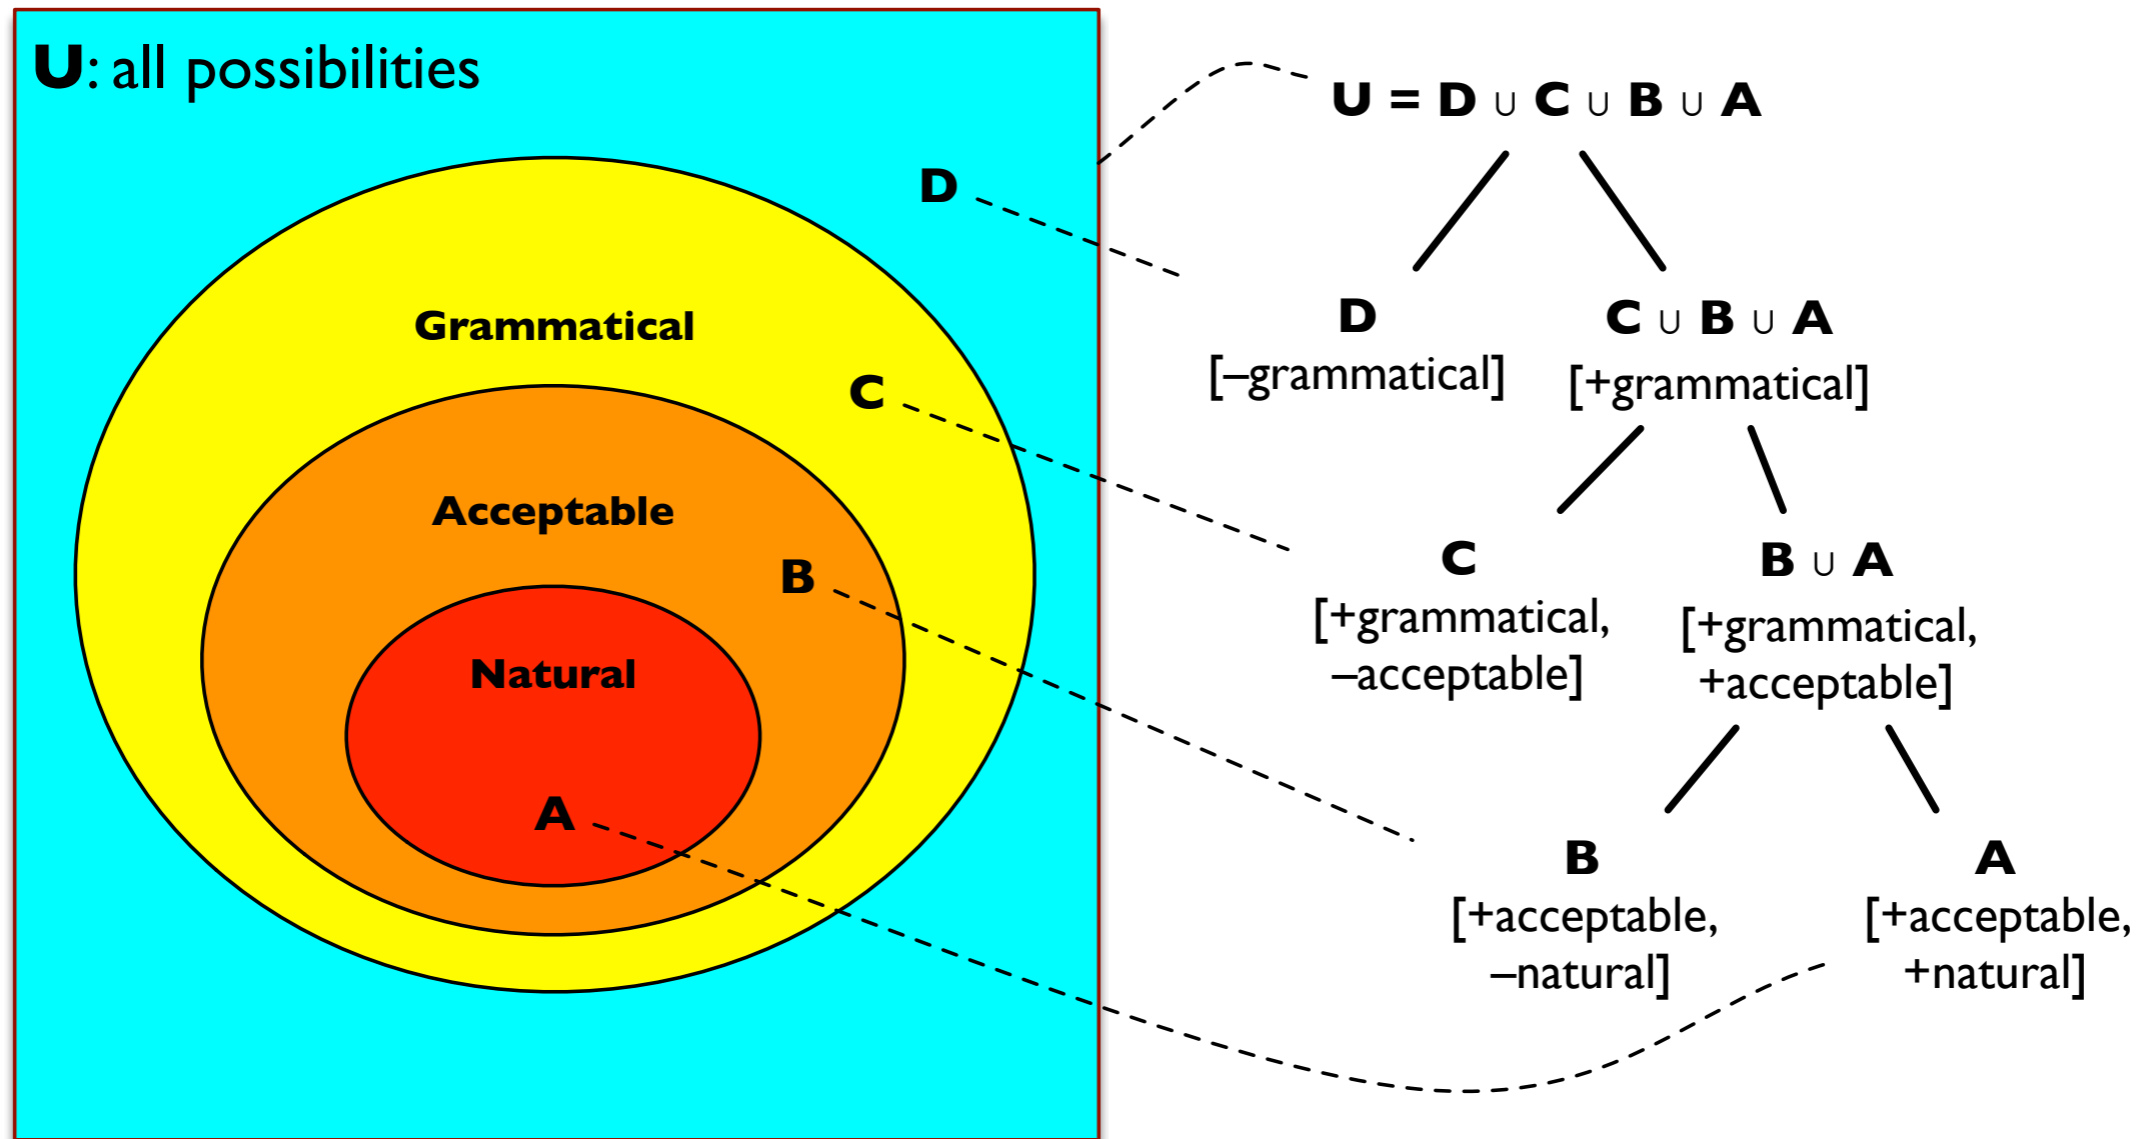 U: all possibilities
D
Grammatical
C
Acceptable
B
Natural
A
U = D ∪ C ∪ B ∪ A
D
[–grammatical]
C ∪ B ∪ A
[+grammatical]
C
[+grammatical,
–acceptable]
B ∪ A
[+grammatical,
+acceptable]
B
[+acceptable,
–natural]
A
[+acceptable,
+natural]